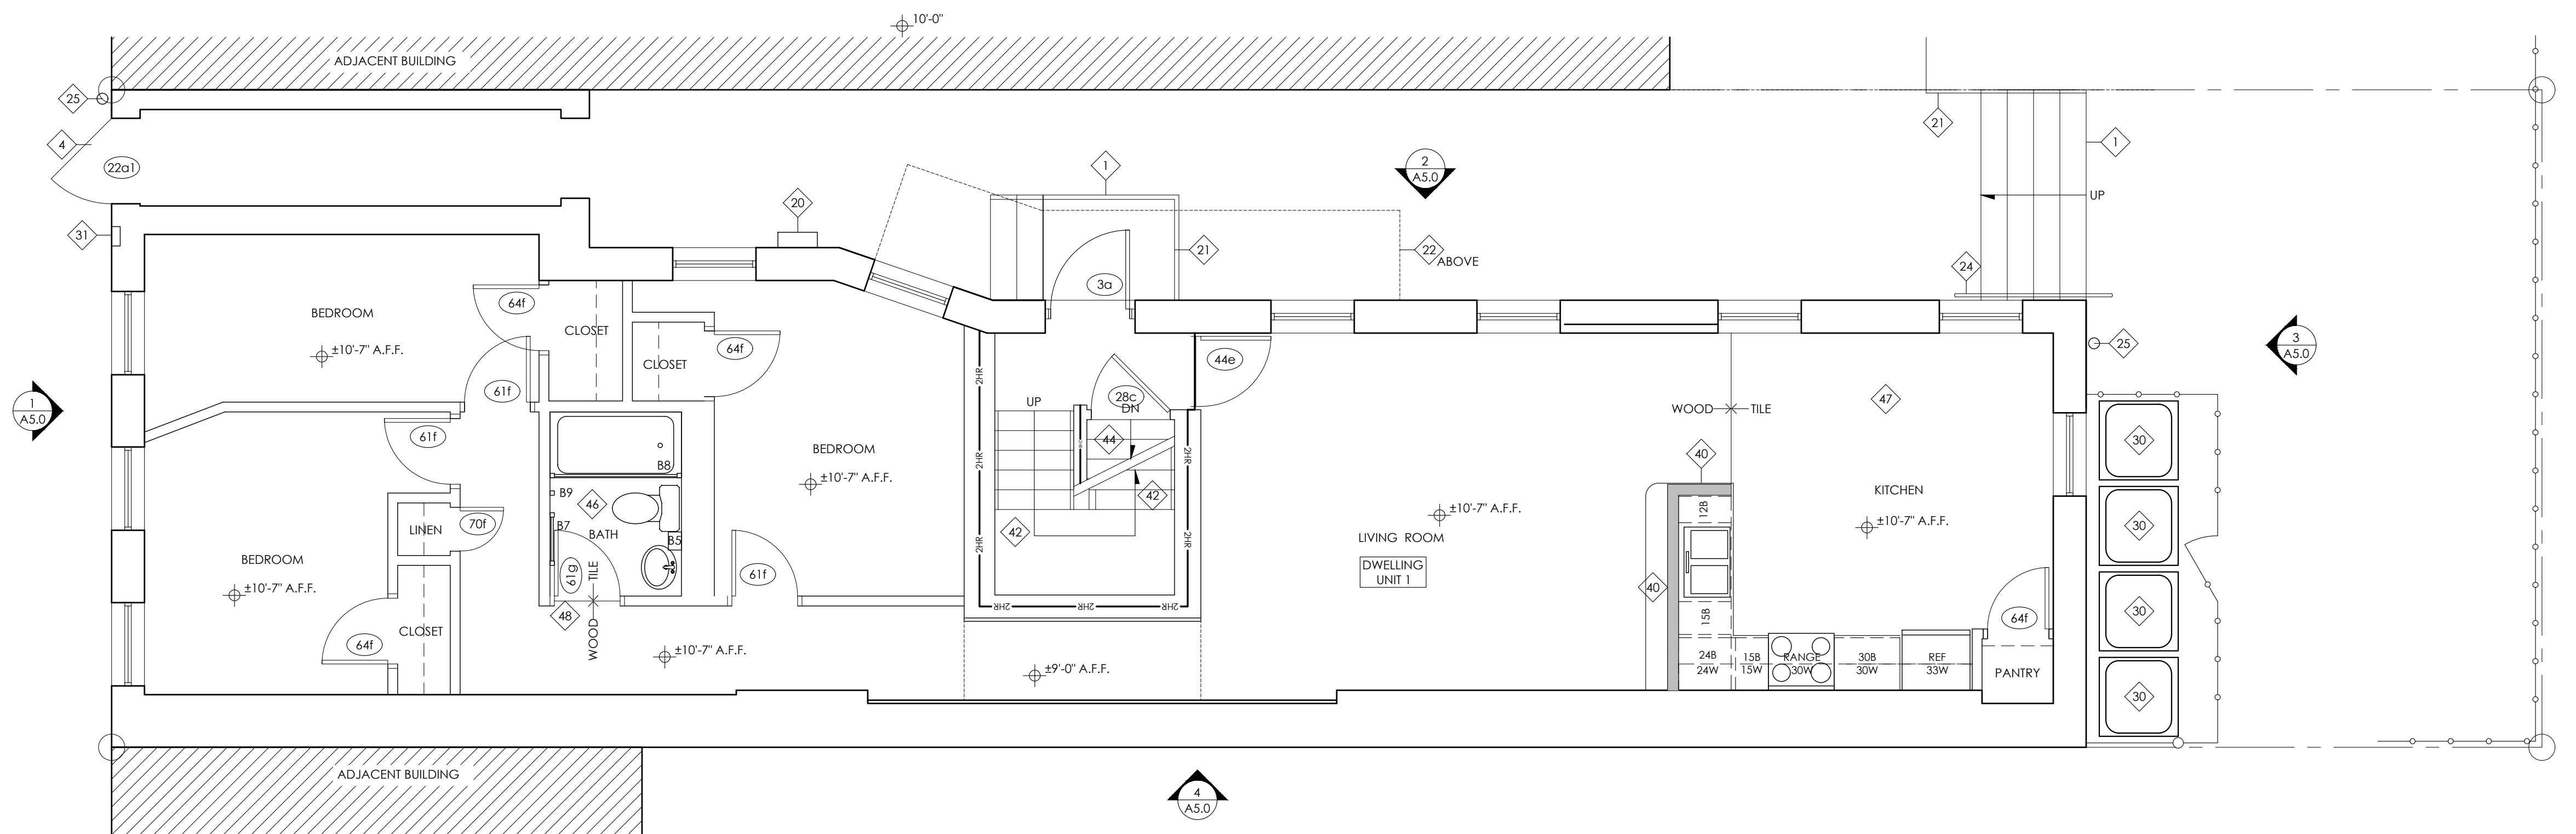 10'-0"
ADJACENT BUILDING
25
4
22a1
31
20
1
21
22
ABOVE
3a
2
A5.0
21
1
UP
24
25
3
A5.0
1
A5.0
BEDROOM
±10'-7" A.F.F.
64f
CLOSET
61f
CLOSET
64f
61f
2HR
2HR
2HR
UP
28c
DN
44
42
42
44e
2HR
2HR
2HR
2HR
2HR
BEDROOM
±10'-7" A.F.F.
B8
B9
46
B7
BATH
B5
61g
TILE
WOOD
48
61f
LINEN
70f
BEDROOM
±10'-7" A.F.F.
64f
CLOSET
±10'-7" A.F.F.
±9'-0" A.F.F.
±10'-7" A.F.F.
LIVING ROOM
DWELLING
UNIT 1
WOOD
TILE
47
40
40
12B
15B
KITCHEN
±10'-7" A.F.F.
24B
24W
15B
15W
RANGE
30W
30B
30W
REF
33W
64f
PANTRY
30
30
30
30
ADJACENT BUILDING
4
A5.0